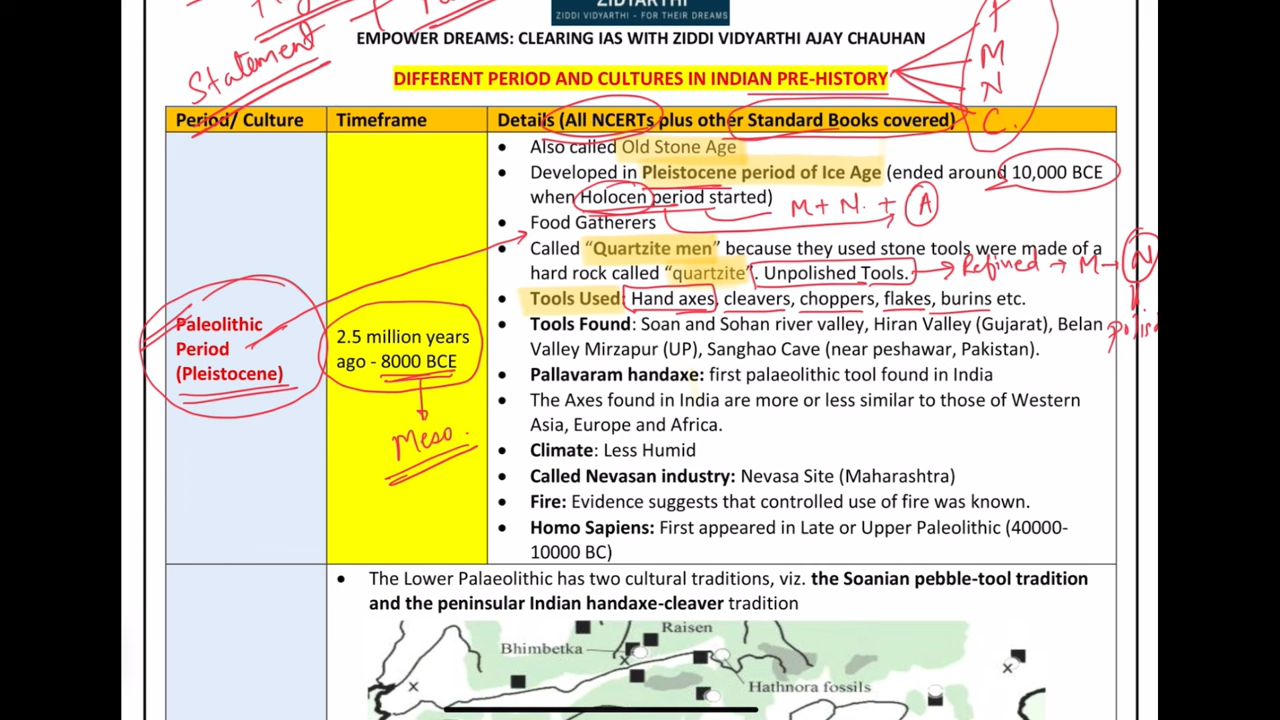 Statement
ZIDYARTHI
ZIDDI VIDYARTHI - FOR THEIR DREAMS
EMPOWER DREAMS: CLEARING IAS WITH ZIDDI VIDYARTHI AJAY CHAUHAN
M
N
C.
DIFFERENT PERIOD AND CULTURES IN INDIAN PRE-HISTORY
Period/ Culture
Timeframe
Details (All NCERTs plus other Standard Books covered)
Paleolithic
Period
(Pleistocene)
2.5 million years
ago - 8000 BCE
Meso.
• Also called Old Stone Age
• Developed in Pleistocene period of Ice Age (ended around 10,000 BCE
when Holocen period started)
M + N. + A
• Food Gatherers
• Called “Quartzite men” because they used stone tools were made of a
hard rock called “quartzite”. Unpolished Tools.
Refined → M → N
• Tools Used: Hand axes, cleavers, choppers, flakes, burins etc.
• Tools Found: Soan and Sohan river valley, Hiran Valley (Gujarat), Belan
Valley Mirzapur (UP), Sanghao Cave (near peshawar, Pakistan).
• Pallavaram handaxe: first palaeolithic tool found in India
• The Axes found in India are more or less similar to those of Western
Asia, Europe and Africa.
• Climate: Less Humid
• Called Nevasan industry: Nevasa Site (Maharashtra)
• Fire: Evidence suggests that controlled use of fire was known.
• Homo Sapiens: First appeared in Late or Upper Paleolithic (40000-
10000 BC)
• The Lower Palaeolithic has two cultural traditions, viz. the Soanian pebble-tool tradition
and the peninsular Indian handaxe-cleaver tradition
Raisen
Bhimbetka
Hathnora fossils